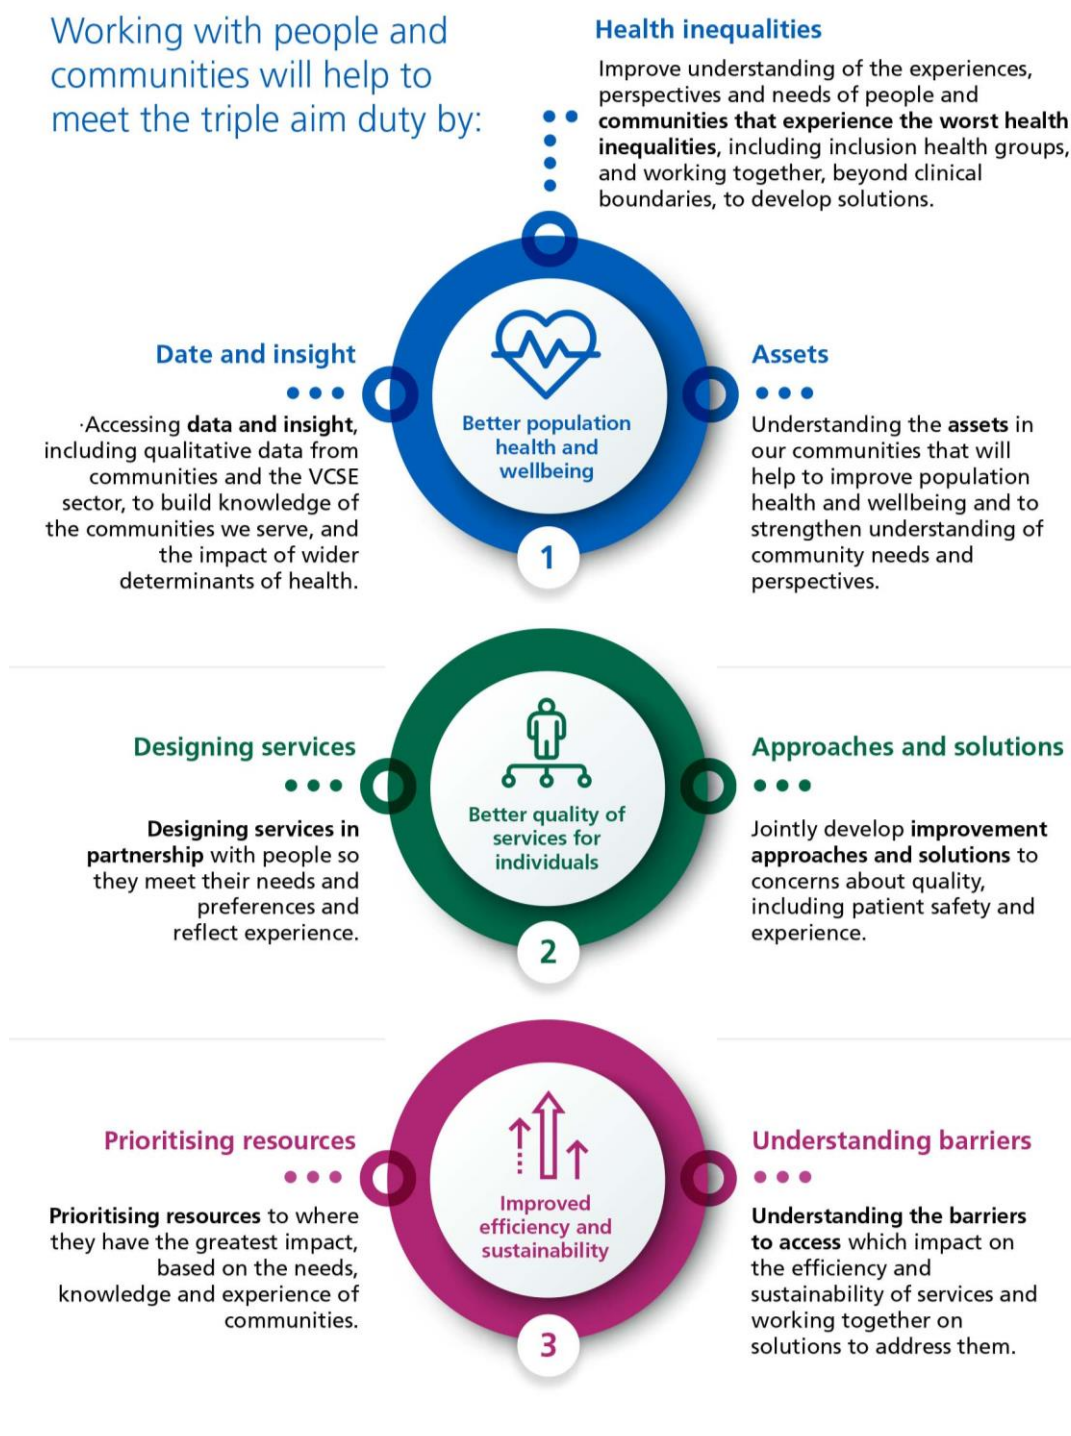 Working with people and
communities will help to
meet the triple aim duty by:
Health inequalities
Improve understanding of the experiences,
perspectives and needs of people and
communities that experience the worst health
inequalities, including inclusion health groups,
and working together, beyond clinical
boundaries, to develop solutions.
Date and insight
·Accessing data and insight,
including qualitative data from
communities and the VCSE
sector, to build knowledge of
the communities we serve, and
the impact of wider
determinants of health.
Better population
health and
wellbeing
1
Assets
Understanding the assets in
our communities that will
help to improve population
health and wellbeing and to
strengthen understanding of
community needs and
perspectives.
Designing services
Designing services in
partnership with people so
they meet their needs and
preferences and
reflect experience.
Better quality of
services for
individuals
2
Approaches and solutions
Jointly develop improvement
approaches and solutions to
concerns about quality,
including patient safety and
experience.
Prioritising resources
Prioritising resources to where
they have the greatest impact,
based on the needs,
knowledge and experience of
communities.
Improved
efficiency and
sustainability
3
Understanding barriers
Understanding the barriers
to access which impact on
the efficiency and
sustainability of services and
working together on
solutions to address them.